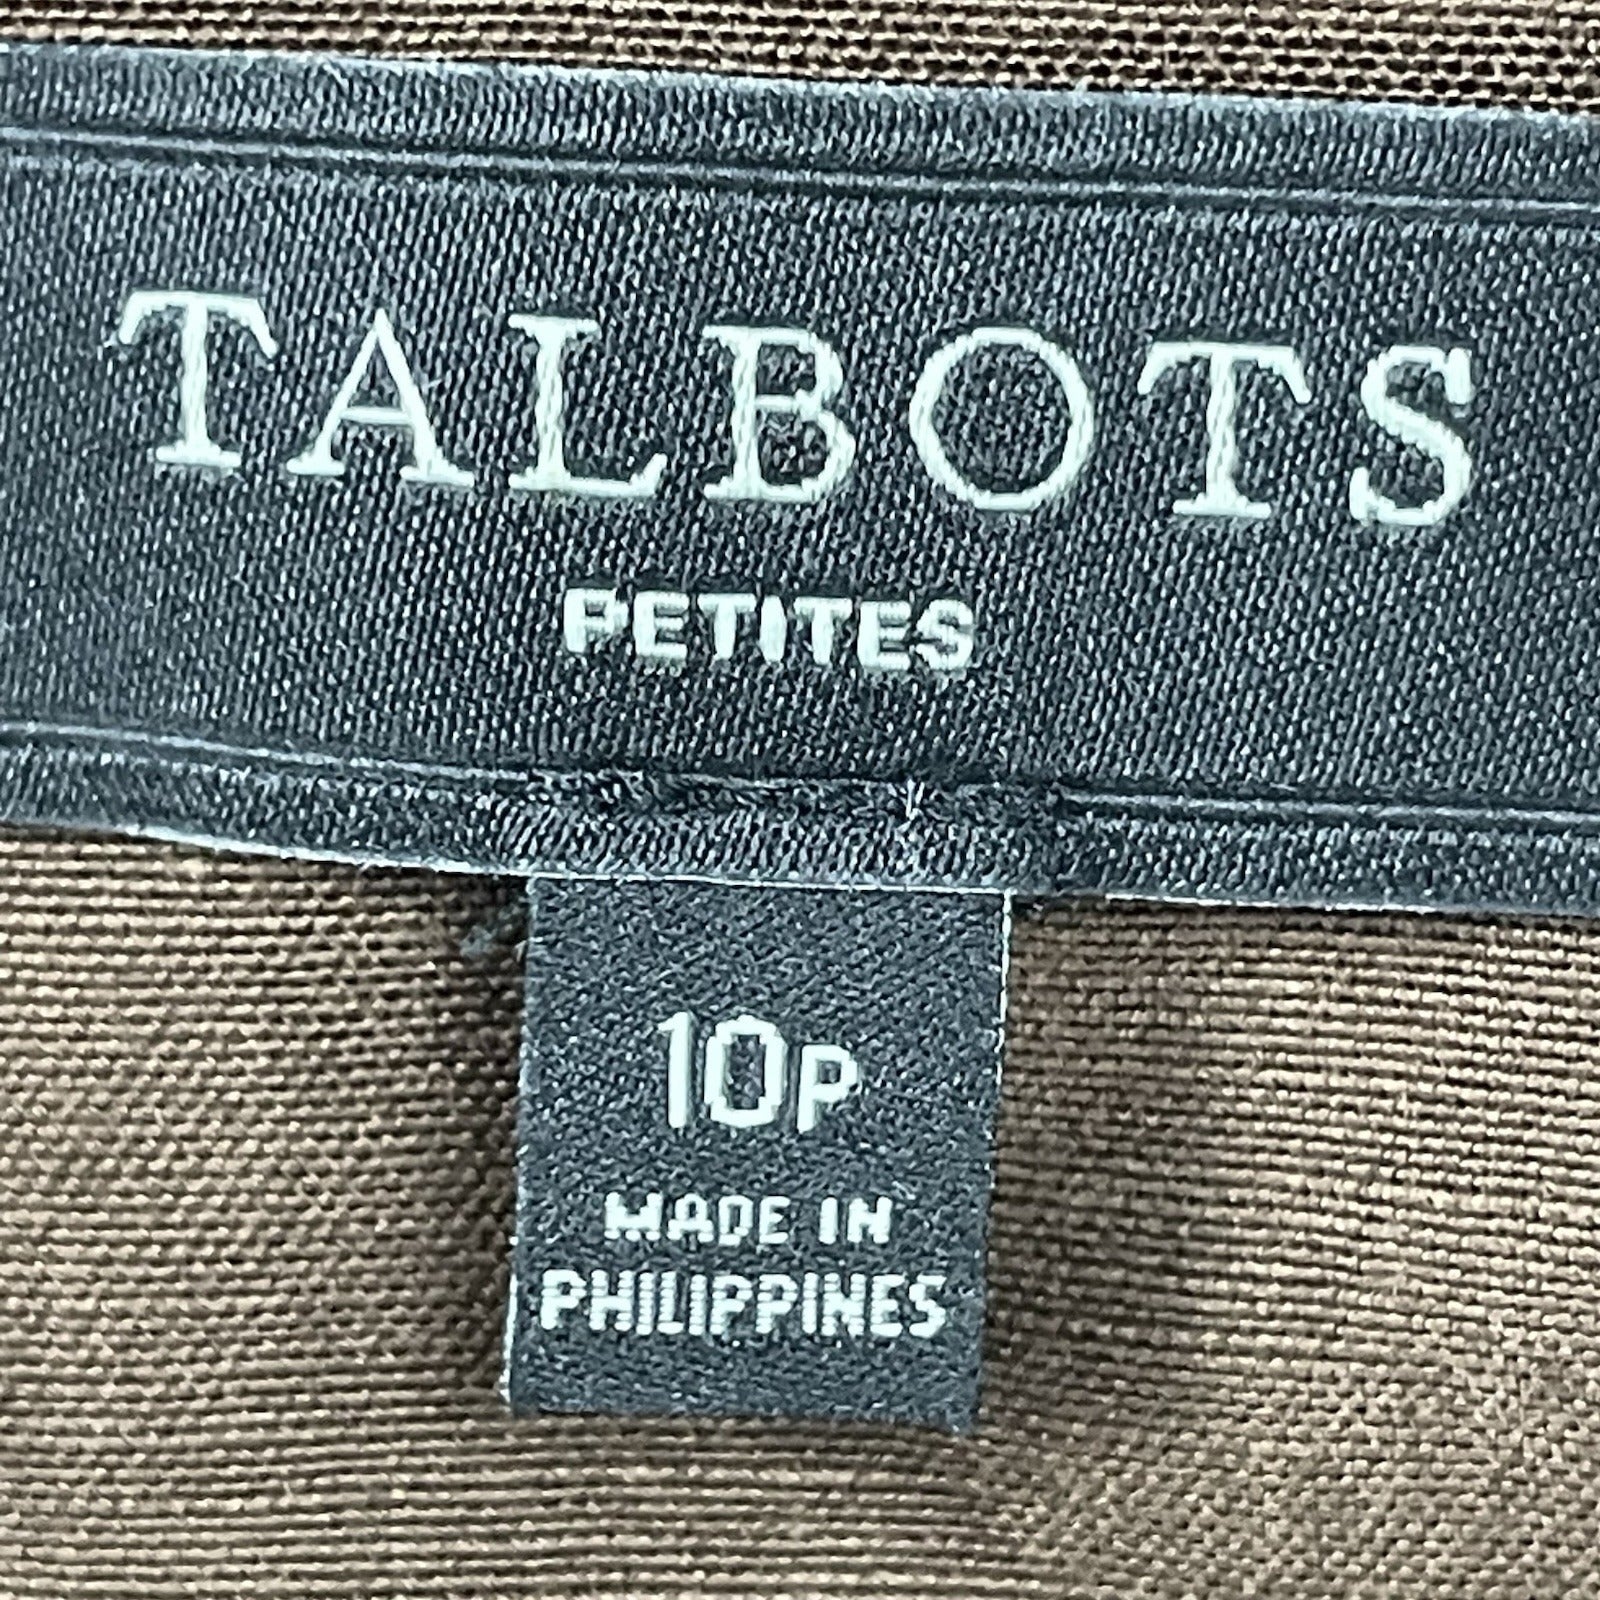 TALBOTS
PETITES
10P
MADE IN
PHILIPPINES